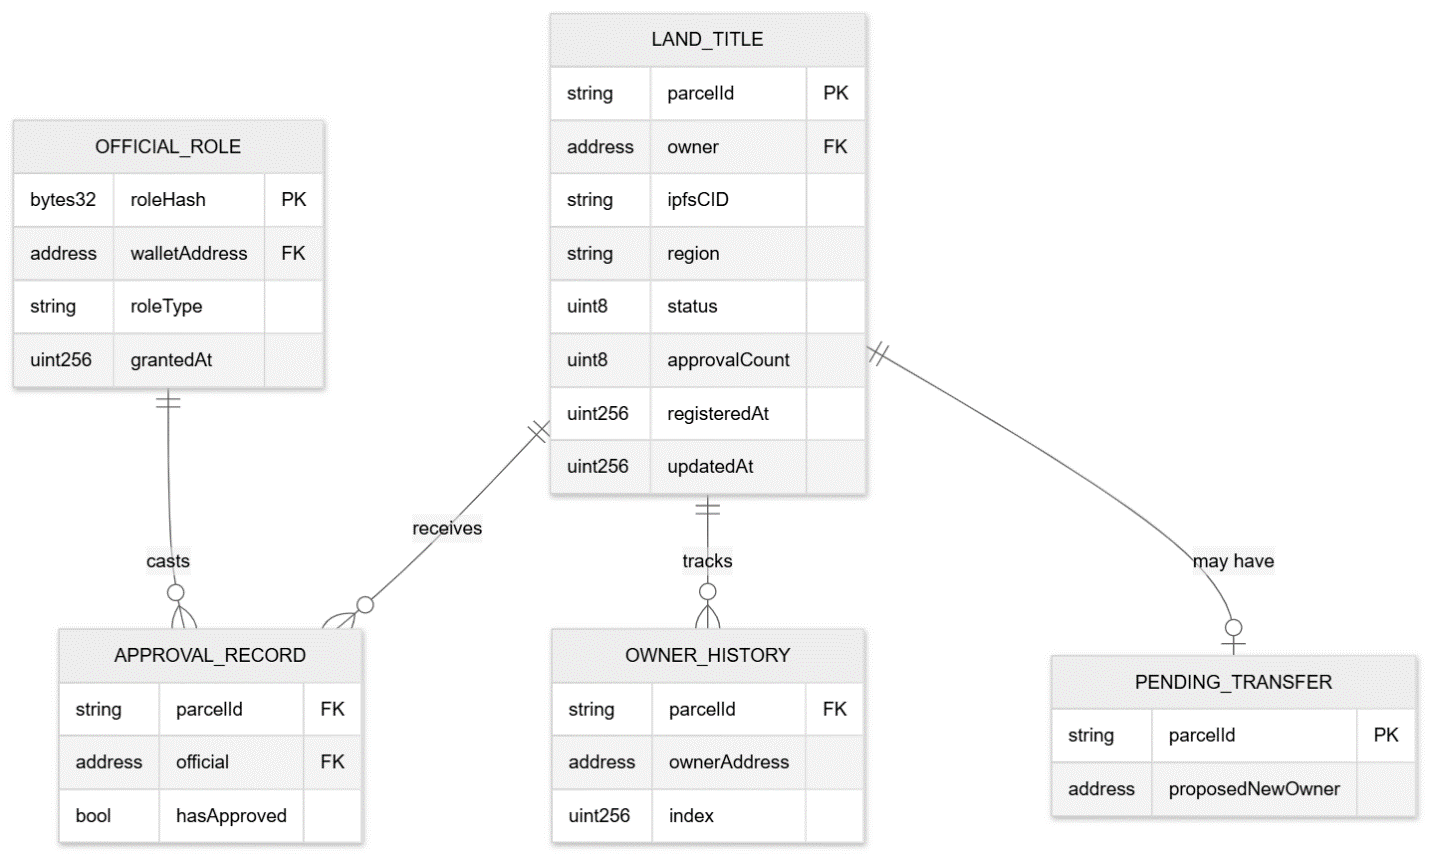 LAND_TITLE
string parcelId PK
address owner FK
string ipfsCID
string region
uint8 status
uint8 approvalCount
uint256 registeredAt
uint256 updatedAt
OFFICIAL_ROLE
bytes32 roleHash PK
address walletAddress FK
string roleType
uint256 grantedAt
receives
casts
tracks
may have
APPROVAL_RECORD
string parcelId FK
address official FK
bool hasApproved
OWNER_HISTORY
string parcelId FK
address ownerAddress
uint256 index
PENDING_TRANSFER
string parcelId PK
address proposedNewOwner